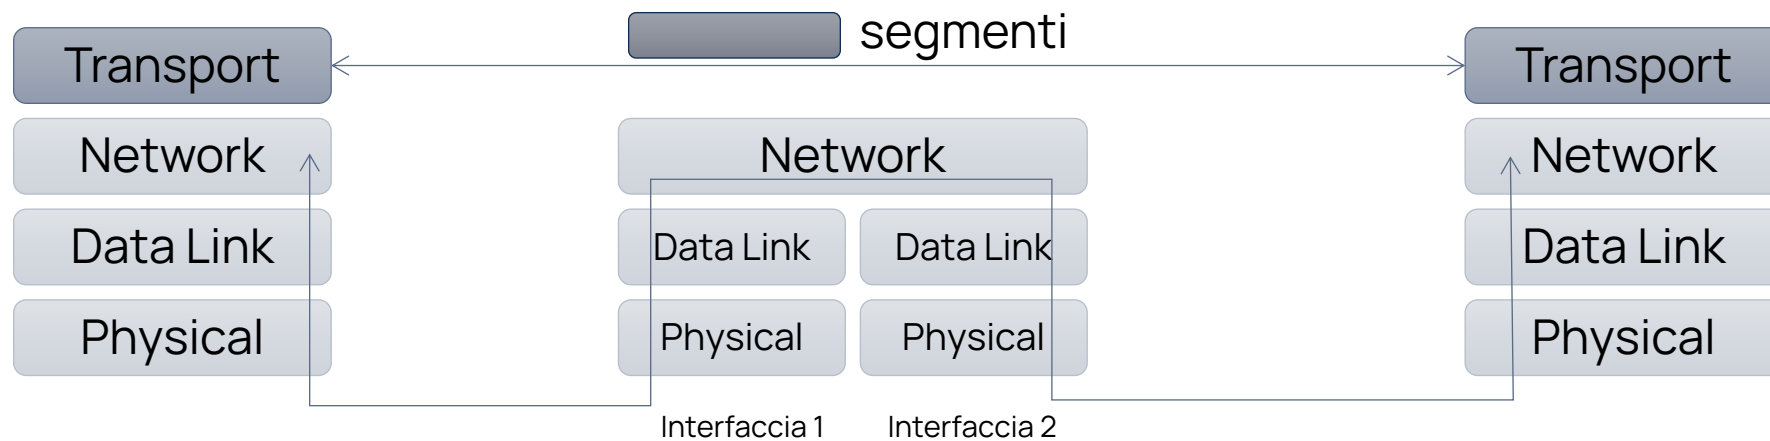 segmenti
Transport
Transport
Network
Network
Network
Data Link
Data Link
Data Link
Data Link
Physical
Physical
Physical
Physical
Interfaccia 1
Interfaccia 2